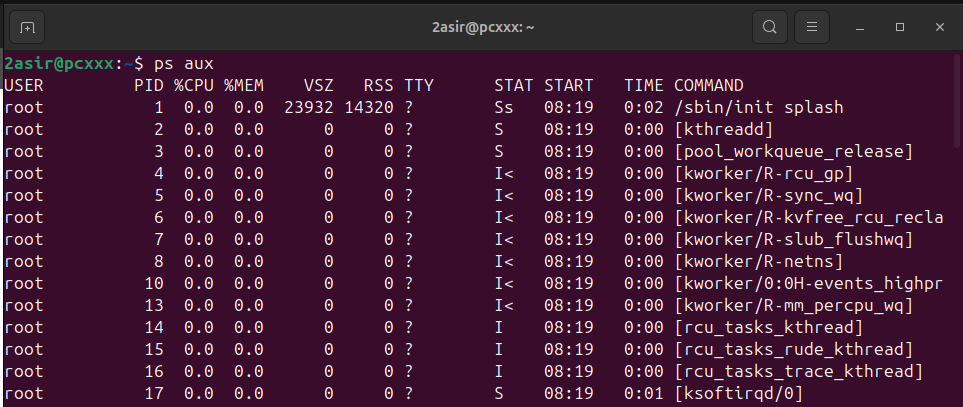 2asir@pcxxx: ~
2asir@pcxxx:~$ ps aux
USER         PID %CPU %MEM    VSZ   RSS TTY      STAT START   TIME COMMAND
root           1  0.0  0.0  23932 14320 ?        Ss   08:19   0:02 /sbin/init splash
root           2  0.0  0.0      0     0 ?        S    08:19   0:00 [kthreadd]
root           3  0.0  0.0      0     0 ?        S    08:19   0:00 [pool_workqueue_release]
root           4  0.0  0.0      0     0 ?        I<   08:19   0:00 [kworker/R-rcu_gp]
root           5  0.0  0.0      0     0 ?        I<   08:19   0:00 [kworker/R-sync_wq]
root           6  0.0  0.0      0     0 ?        I<   08:19   0:00 [kworker/R-kvfree_rcu_recla
root           7  0.0  0.0      0     0 ?        I<   08:19   0:00 [kworker/R-slub_flushwq]
root           8  0.0  0.0      0     0 ?        I<   08:19   0:00 [kworker/R-netns]
root          10  0.0  0.0      0     0 ?        I<   08:19   0:00 [kworker/0:0H-events_highpr
root          13  0.0  0.0      0     0 ?        I<   08:19   0:00 [kworker/R-mm_percpu_wq]
root          14  0.0  0.0      0     0 ?        I    08:19   0:00 [rcu_tasks_kthread]
root          15  0.0  0.0      0     0 ?        I    08:19   0:00 [rcu_tasks_rude_kthread]
root          16  0.0  0.0      0     0 ?        I    08:19   0:00 [rcu_tasks_trace_kthread]
root          17  0.0  0.0      0     0 ?        S    08:19   0:01 [ksoftirqd/0]